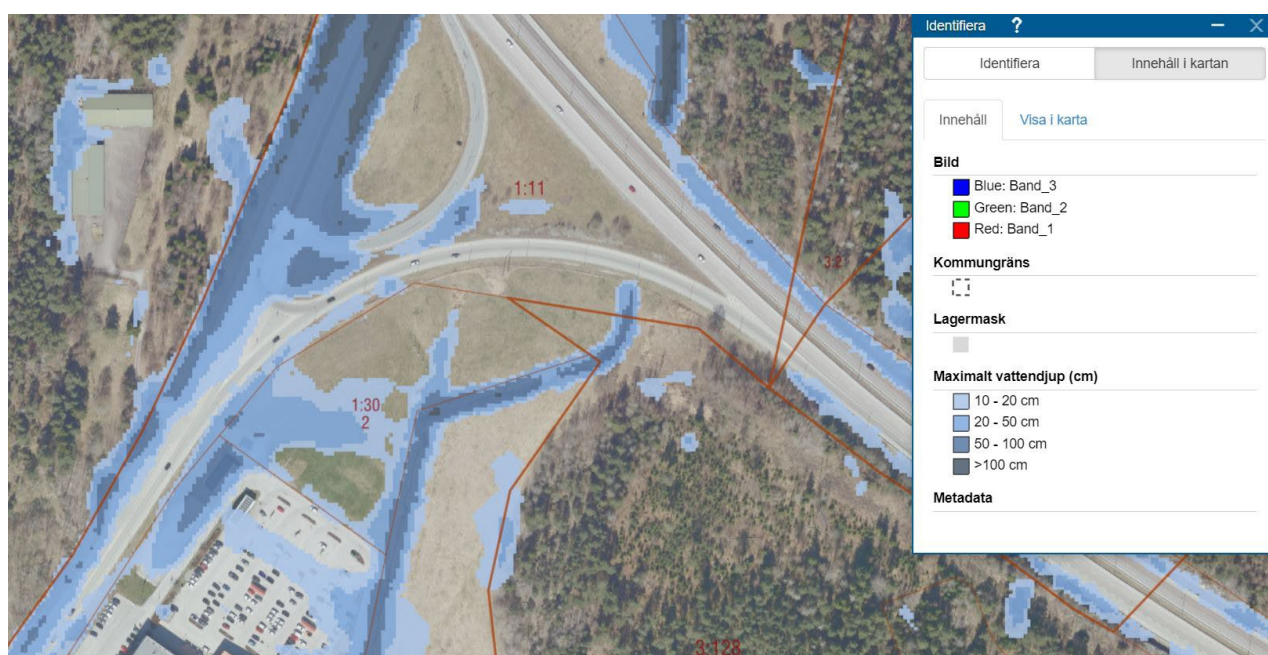 Identifiera ?
Identifiera Innehåll i kartan
Innehåll Visa i karta
Bild
Blue: Band_3
Green: Band_2
Red: Band_1
Kommungräns
Lagermask
Maximalt vattendjup (cm)
10 - 20 cm
20 - 50 cm
50 - 100 cm
>100 cm
Metadata
1:11
3:2
1:30
2
3:128